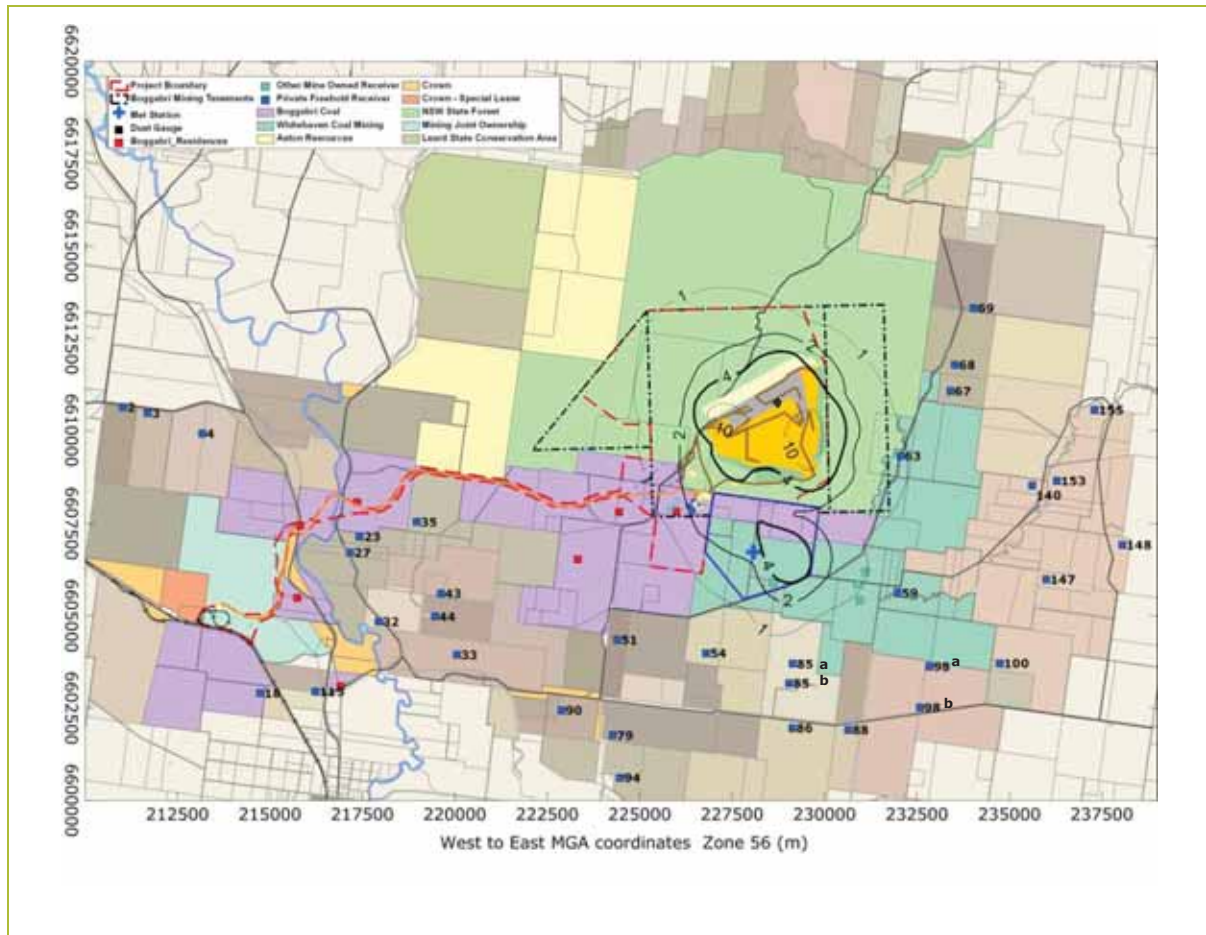 6620000
Project Boundary
Boggabri Mining Tenements
Met Station
Dust Gauge
Boggabri_Residences
Other Mine Owned Receiver
Private Freehold Receiver
Boggabri Coal
Whitehaven Coal Mining
Aston Resources
Crown
Crown - Special Lease
NSW State Forest
Mining Joint Ownership
Leard State Conservation Area
6617500
6615000
6612500
6610000
6607500
6605000
6602500
6600000
1
1
1
69
4
68
67
2
3
155
4
10
2
10
63
4
153
140
35
23
27
148
4
147
43
59
2
44
32
1
51
33
54
85 a
98 a
100
85 b
18
115
98 b
90
86
88
79
94
212500 215000 217500 220000 222500 225000 227500 230000 232500 235000 237500
West to East MGA coordinates Zone 56 (m)